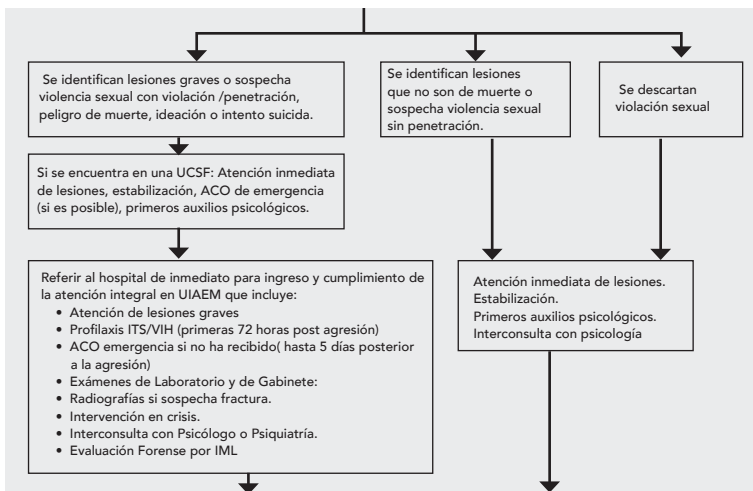 Se identifican lesiones graves o sospecha
violencia sexual con violación /penetración,
peligro de muerte, ideación o intento suicida.
Se identifican lesiones
que no son de muerte o
sospecha violencia sexual
sin penetración.
Se descartan
violación sexual
Si se encuentra en una UCSF: Atención inmediata
de lesiones, estabilización, ACO de emergencia
(si es posible), primeros auxilios psicológicos.
Referir al hospital de inmediato para ingreso y cumplimiento de
la atención integral en UIAEM que incluye:
• Atención de lesiones graves
• Profilaxis ITS/VIH (primeras 72 horas post agresión)
• ACO emergencia si no ha recibido( hasta 5 días posterior
a la agresión)
• Exámenes de Laboratorio y de Gabinete:
• Radiografías si sospecha fractura.
• Intervención en crisis.
• Interconsulta con Psicólogo o Psiquiatría.
• Evaluación Forense por IML
Atención inmediata de lesiones.
Estabilización.
Primeros auxilios psicológicos.
Interconsulta con psicología